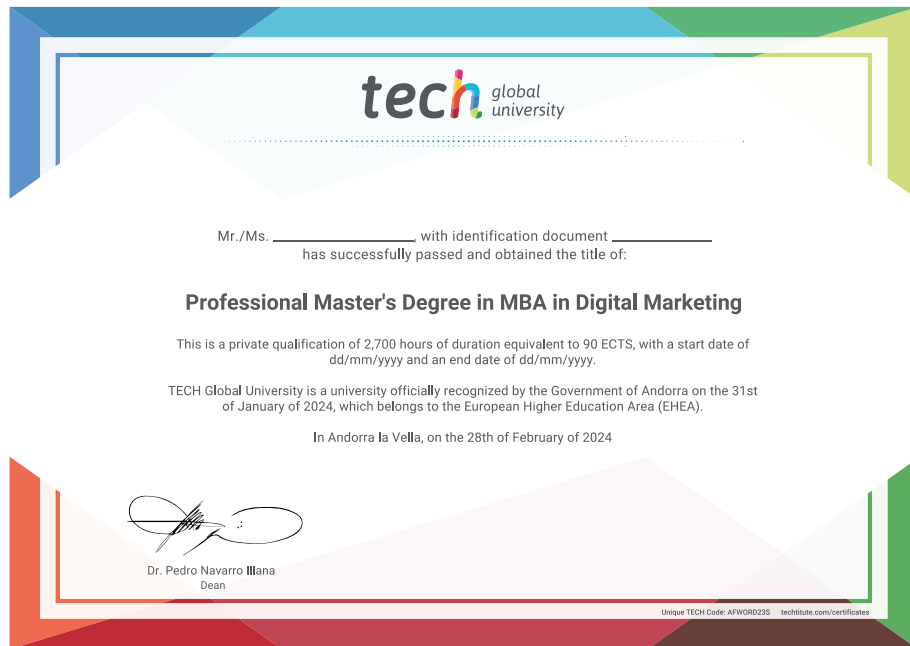 tech global university
Mr./Ms. ____________, with identification document ____________
has successfully passed and obtained the title of:
Professional Master's Degree in MBA in Digital Marketing
This is a private qualification of 2,700 hours of duration equivalent to 90 ECTS, with a start date of
dd/mm/yyyy and an end date of dd/mm/yyyy.
TECH Global University is a university officially recognized by the Government of Andorra on the 31st
of January of 2024, which belongs to the European Higher Education Area (EHEA).
In Andorra la Vella, on the 28th of February of 2024
Dr. Pedro Navarro Illana
Dean
Unique TECH Code: AFWORD23S techtitute.com/certificates